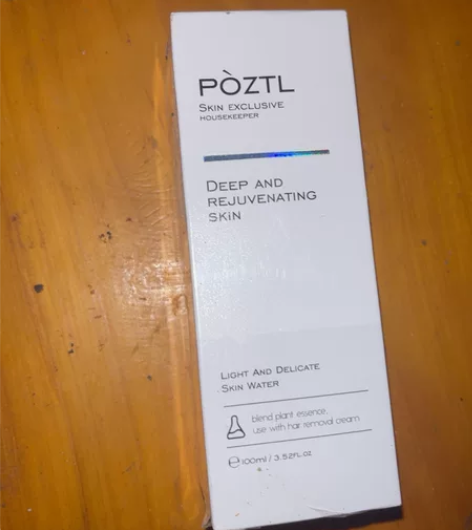 PÒZTL
SKIN EXCLUSIVE
HOUSEKEEPER
DEEP AND
REJUVENATING
SKIN
LIGHT AND DELICATE
SKIN WATER
blend plant essence,
use with hair removal cream
℮100ml / 3.52FL.OZ